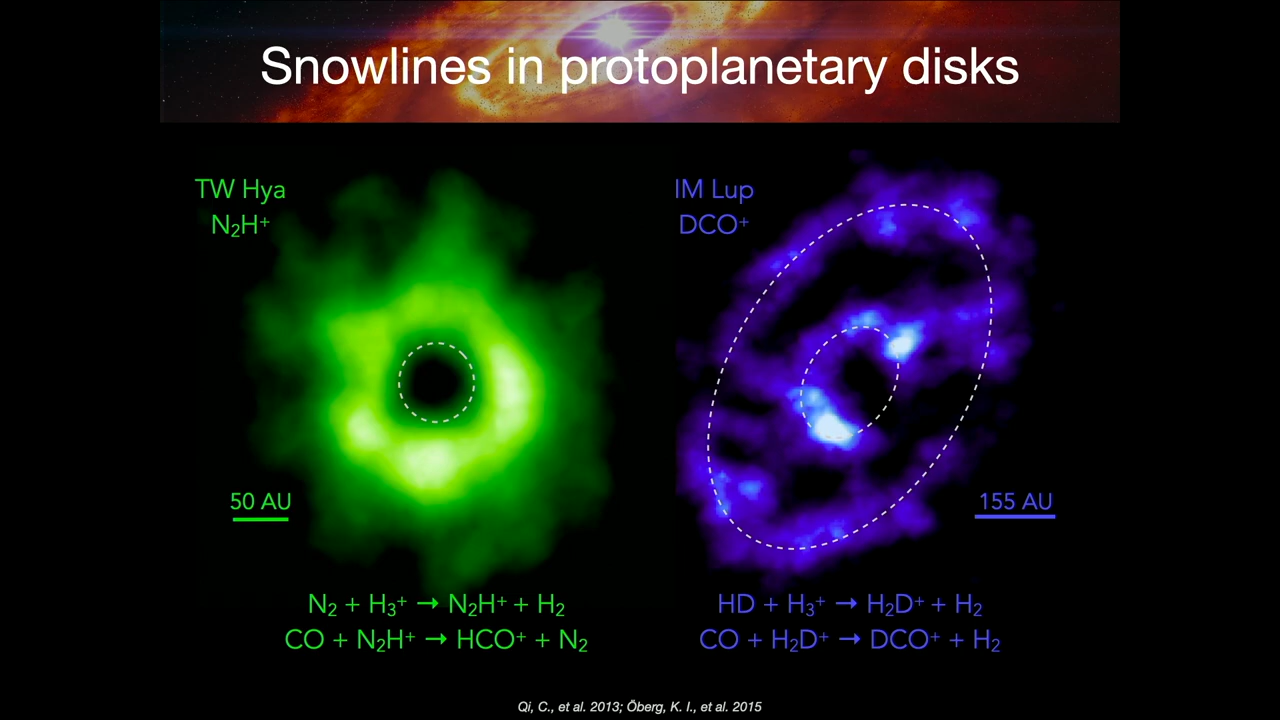 Snowlines in protoplanetary disks
TW Hya
N₂H⁺
50 AU
N₂ + H₃⁺ → N₂H⁺ + H₂
CO + N₂H⁺ → HCO⁺ + N₂
IM Lup
DCO⁺
155 AU
HD + H₃⁺ → H₂D⁺ + H₂
CO + H₂D⁺ → DCO⁺ + H₂
Qi, C., et al. 2013; Öberg, K. I., et al. 2015